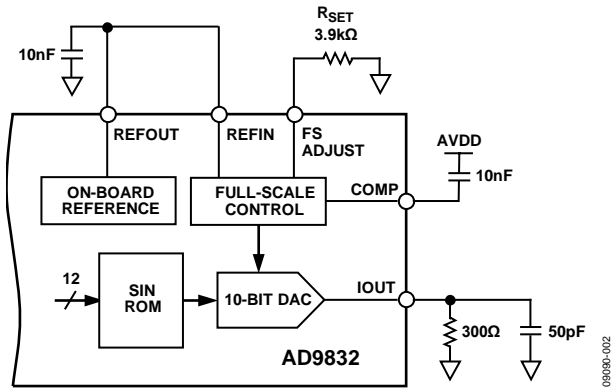 R_SET
3.9kΩ
10nF
REFOUT
REFIN
FS
ADJUST
AVDD
10nF
COMP
ON-BOARD
REFERENCE
FULL-SCALE
CONTROL
12
SIN
ROM
10-BIT DAC
IOUT
300Ω
50pF
AD9832
09090-002